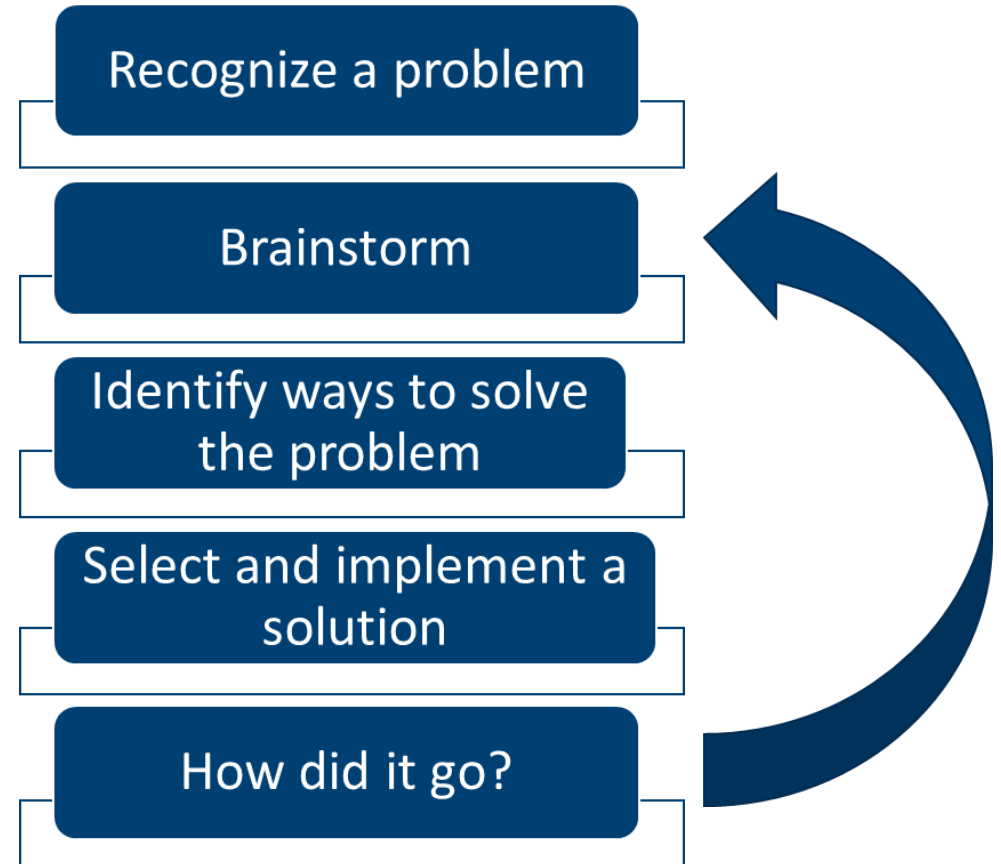 Recognize a problem
Brainstorm
Identify ways to solve
the problem
Select and implement a
solution
How did it go?